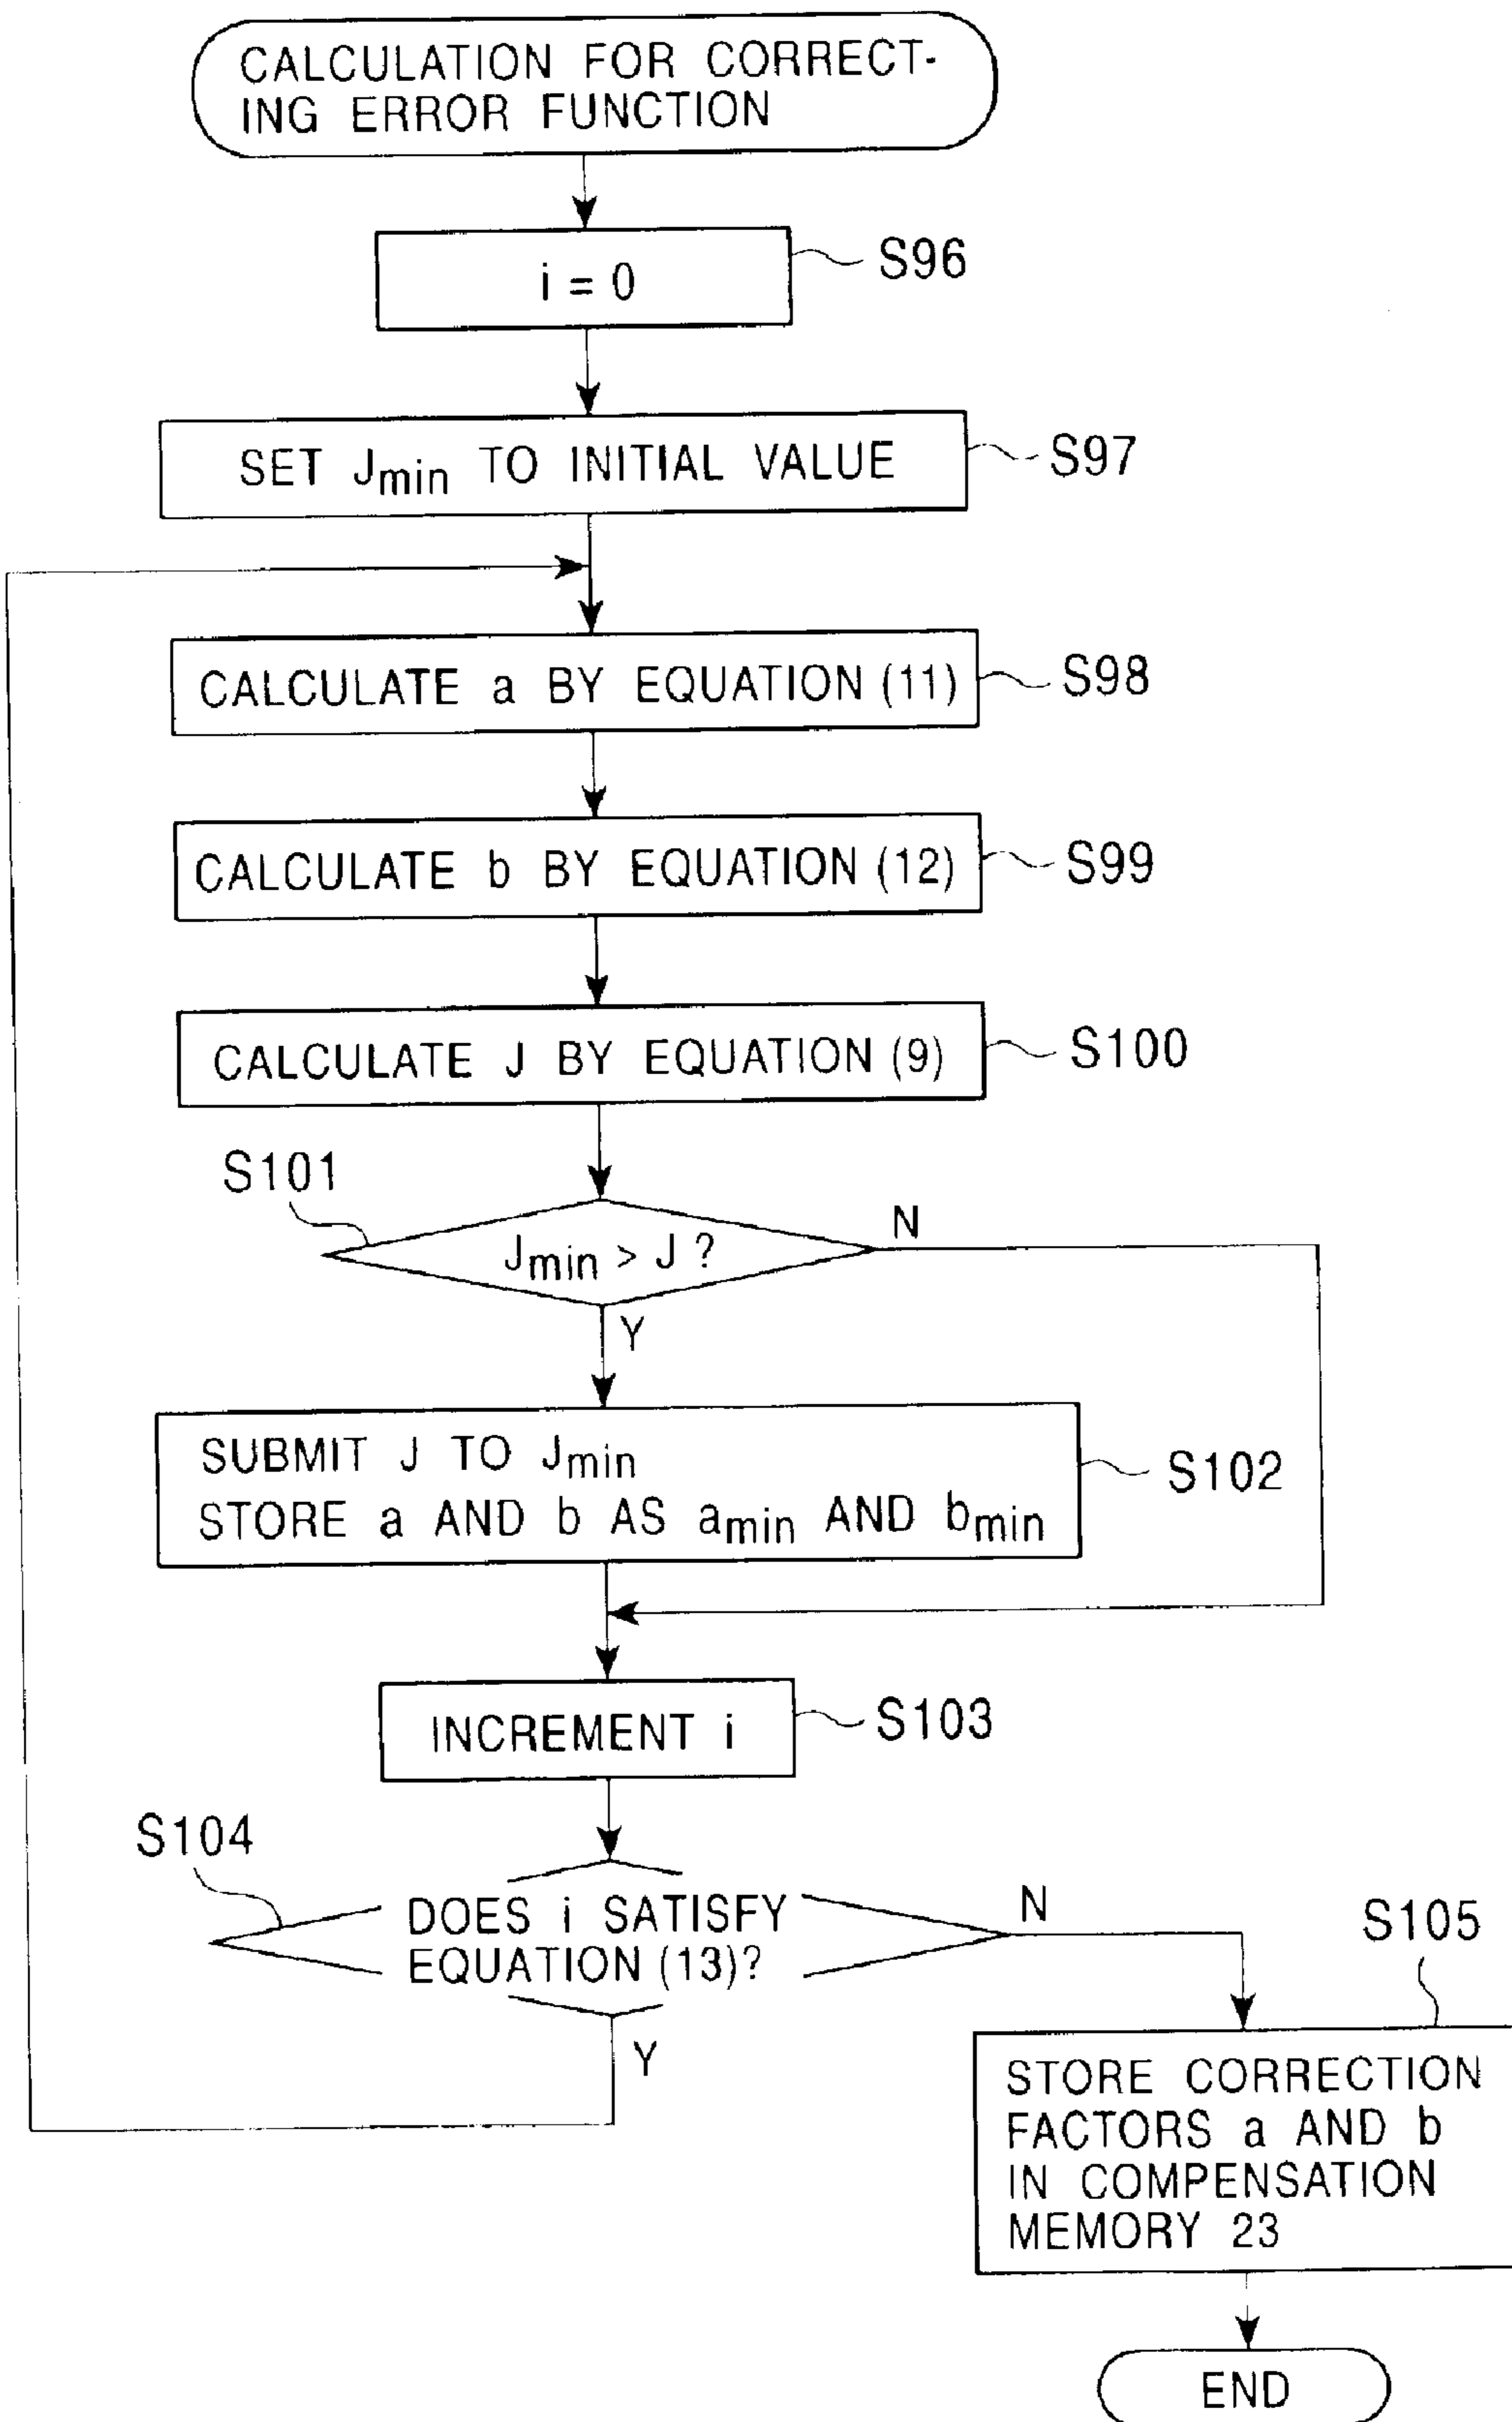 CALCULATION FOR CORRECT-
ING ERROR FUNCTION
i = 0
S96
SET Jmin TO INITIAL VALUE
S97
CALCULATE a BY EQUATION (11)
S98
CALCULATE b BY EQUATION (12)
S99
CALCULATE J BY EQUATION (9)
S100
S101
Jmin > J ?
N
Y
SUBMIT J TO Jmin
STORE a AND b AS amin AND bmin
S102
INCREMENT i
S103
S104
DOES i SATISFY
EQUATION (13)?
N
Y
S105
STORE CORRECTION
FACTORS a AND b
IN COMPENSATION
MEMORY 23
END